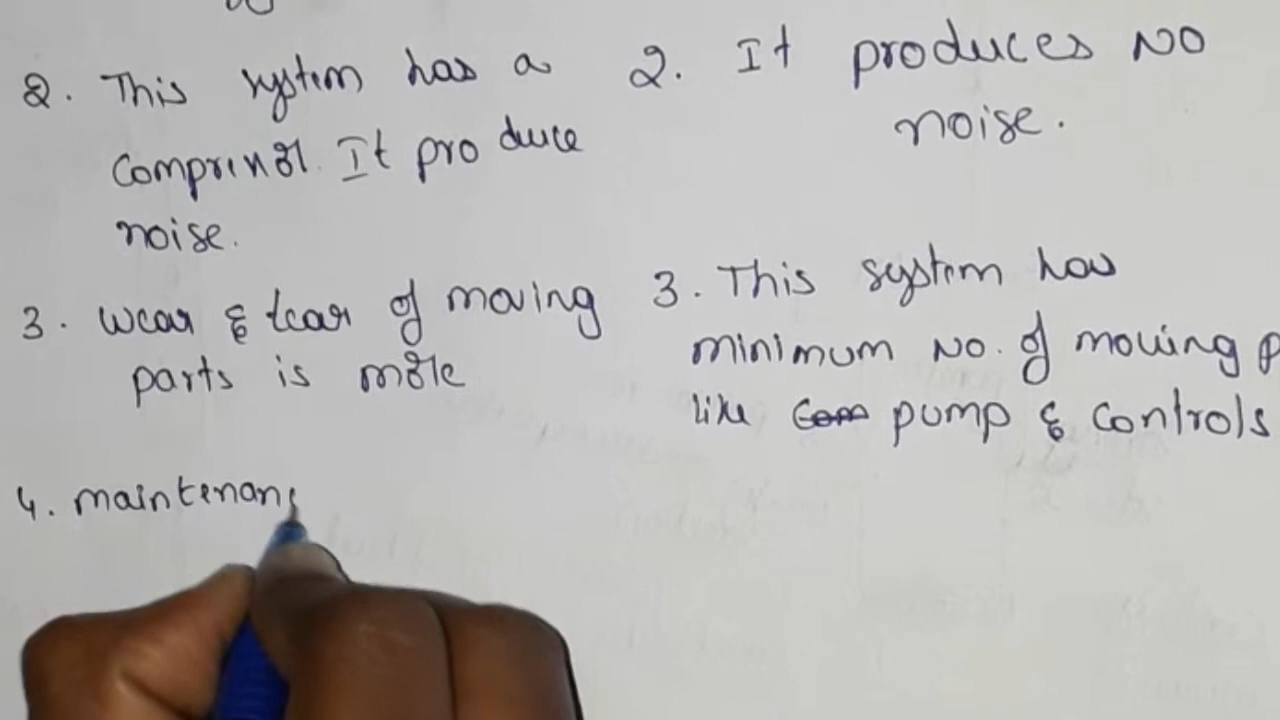 2. This system has a
compressor. It produce
noise.
3. wear & tear of moving
parts is more
4. maintenan
2. It produces NO
noise.
3. This system has
minimum No. of moving p
like pump & controls